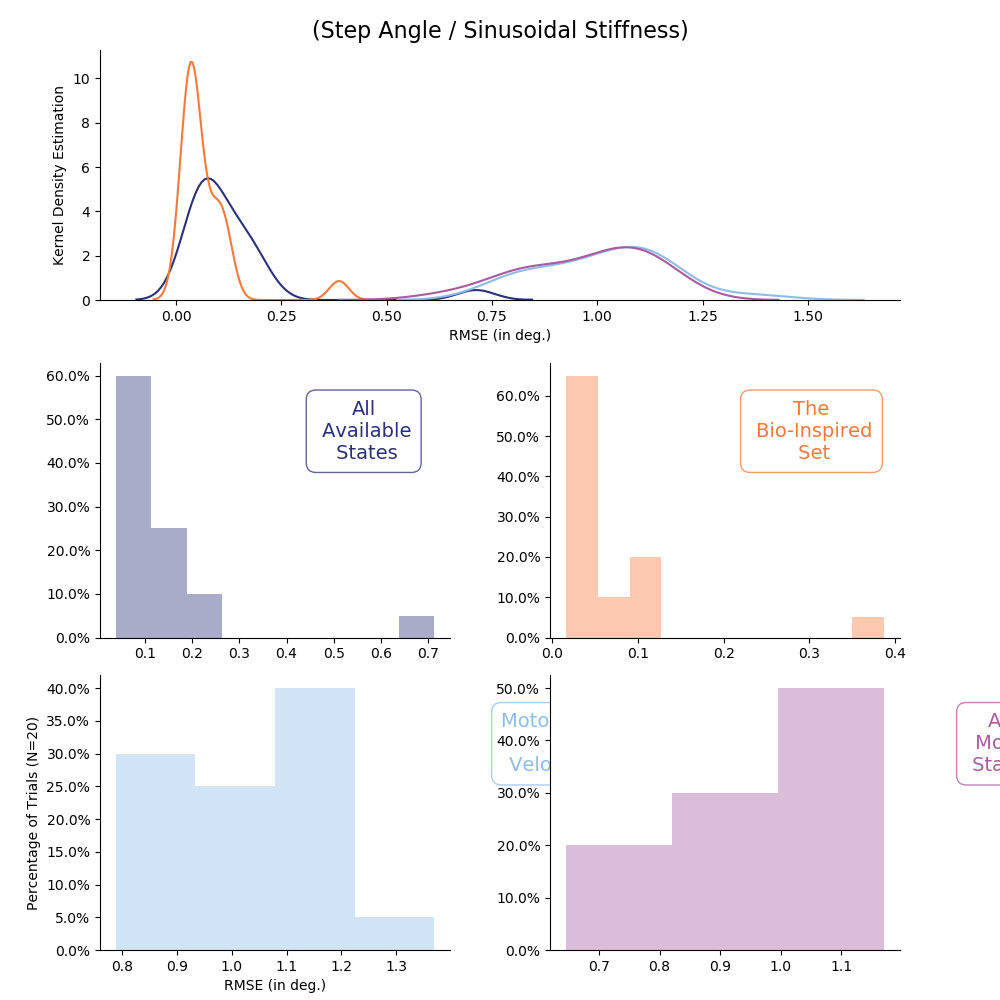 (Step Angle / Sinusoidal Stiffness)
Kernel Density Estimation
10
8
6
4
2
0
0.00 0.25 0.50 0.75 1.00 1.25 1.50
RMSE (in deg.)
60.0%
50.0%
40.0%
30.0%
20.0%
10.0%
0.0%
0.1 0.2 0.3 0.4 0.5 0.6 0.7
All
Available
States
60.0%
50.0%
40.0%
30.0%
20.0%
10.0%
0.0%
0.0 0.1 0.2 0.3 0.4
The
Bio-Inspired
Set
Percentage of Trials (N=20)
40.0%
35.0%
30.0%
25.0%
20.0%
15.0%
10.0%
5.0%
0.0%
0.8 0.9 1.0 1.1 1.2 1.3
RMSE (in deg.)
Moto
Velo
50.0%
40.0%
30.0%
20.0%
10.0%
0.0%
0.7 0.8 0.9 1.0 1.1
A
Mo
Sta